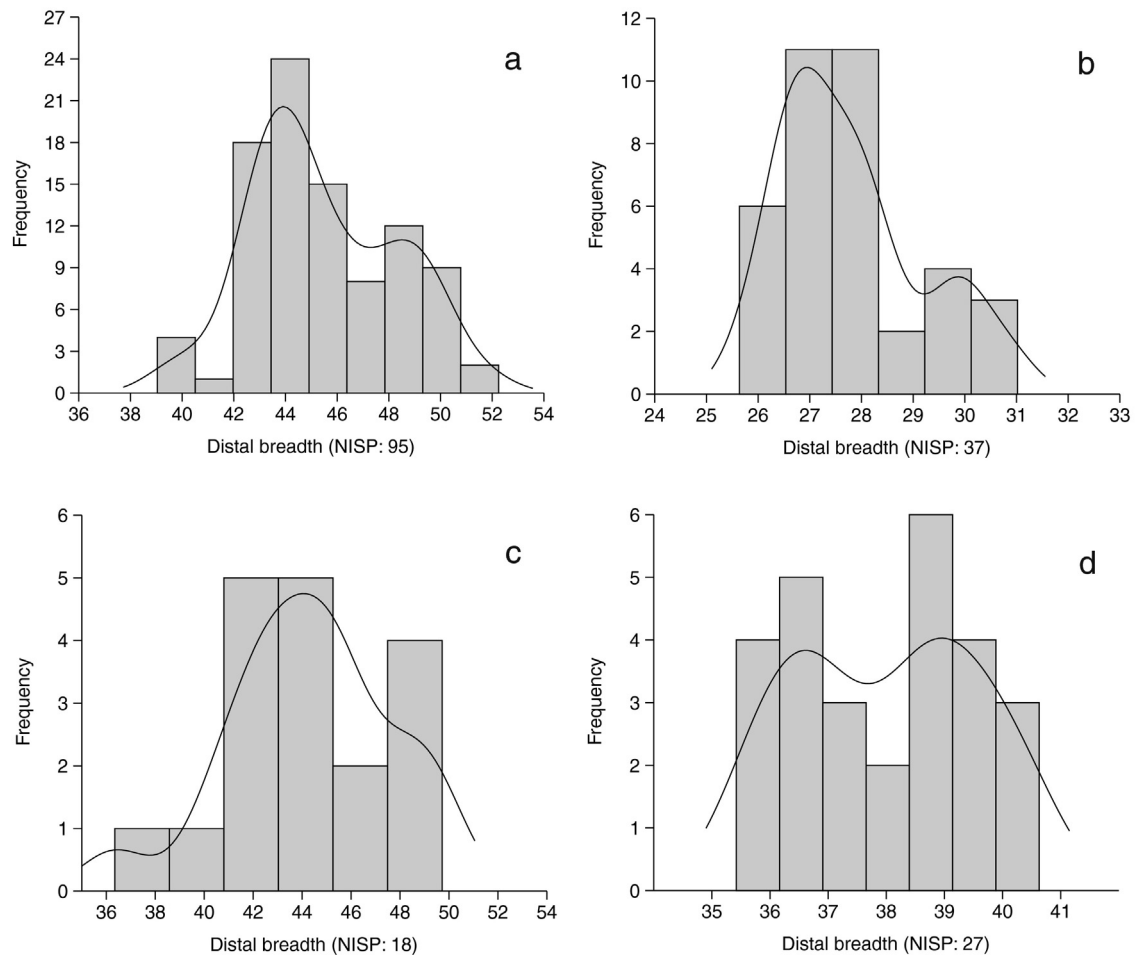 a
27
24
21
18
15
12
9
6
3
0
Frequency
36 38 40 42 44 46 48 50 52 54
Distal breadth (NISP: 95)
b
12
10
8
6
4
2
0
Frequency
24 25 26 27 28 29 30 31 32 33
Distal breadth (NISP: 37)
c
6
5
4
3
2
1
0
Frequency
36 38 40 42 44 46 48 50 52 54
Distal breadth (NISP: 18)
d
6
5
4
3
2
1
0
Frequency
35 36 37 38 39 40 41
Distal breadth (NISP: 27)